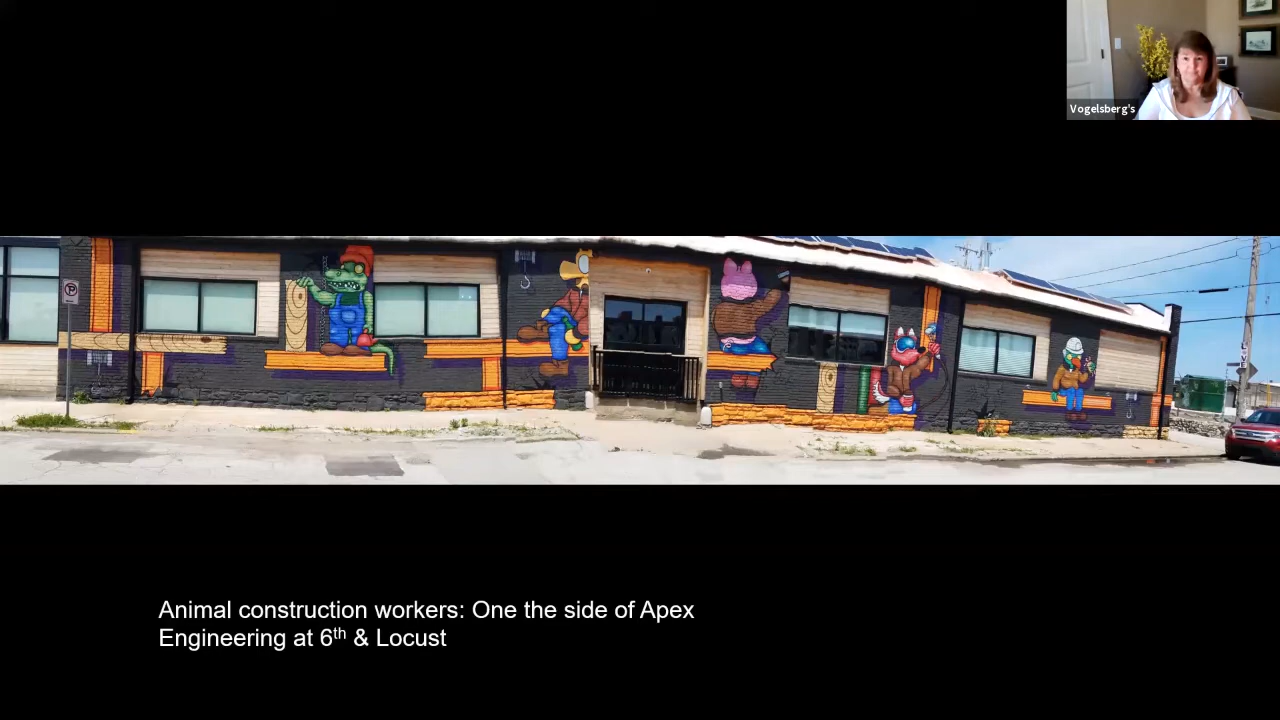 Vogelsberg's
Animal construction workers: One the side of Apex
Engineering at 6th & Locust